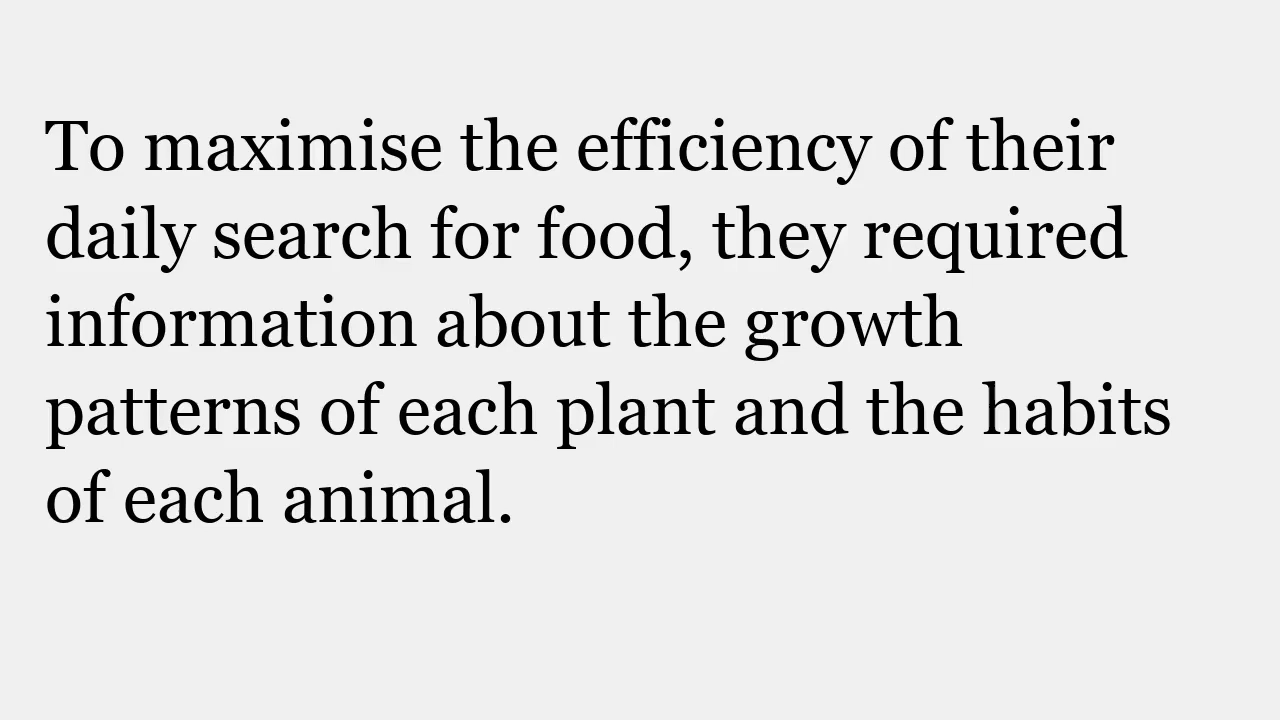 To maximise the efficiency of their
daily search for food, they required
information about the growth
patterns of each plant and the habits
of each animal.